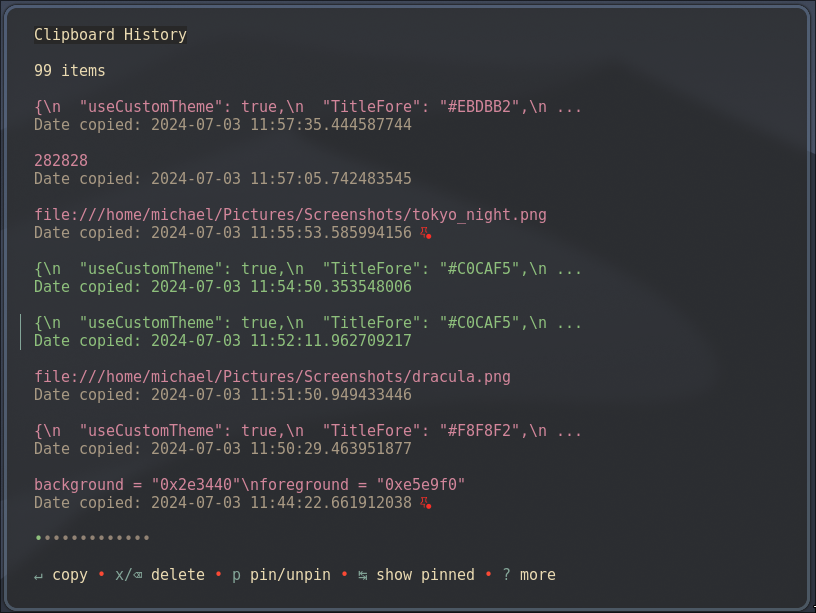 Clipboard History
99 items
{\n  "useCustomTheme": true,\n  "TitleFore": "#EBDBB2",\n ...
Date copied: 2024-07-03 11:57:35.444587744
282828
Date copied: 2024-07-03 11:57:05.742483545
file:///home/michael/Pictures/Screenshots/tokyo_night.png
Date copied: 2024-07-03 11:55:53.585994156
{\n  "useCustomTheme": true,\n  "TitleFore": "#C0CAF5",\n ...
Date copied: 2024-07-03 11:54:50.353548006
{\n  "useCustomTheme": true,\n  "TitleFore": "#C0CAF5",\n ...
Date copied: 2024-07-03 11:52:11.962709217
file:///home/michael/Pictures/Screenshots/dracula.png
Date copied: 2024-07-03 11:51:50.949433446
{\n  "useCustomTheme": true,\n  "TitleFore": "#F8F8F2",\n ...
Date copied: 2024-07-03 11:50:29.463951877
background = "0x2e3440"\nforeground = "0xe5e9f0"
Date copied: 2024-07-03 11:44:22.661912038
↵ copy • x/⌫ delete • p pin/unpin • ↹ show pinned • ? more